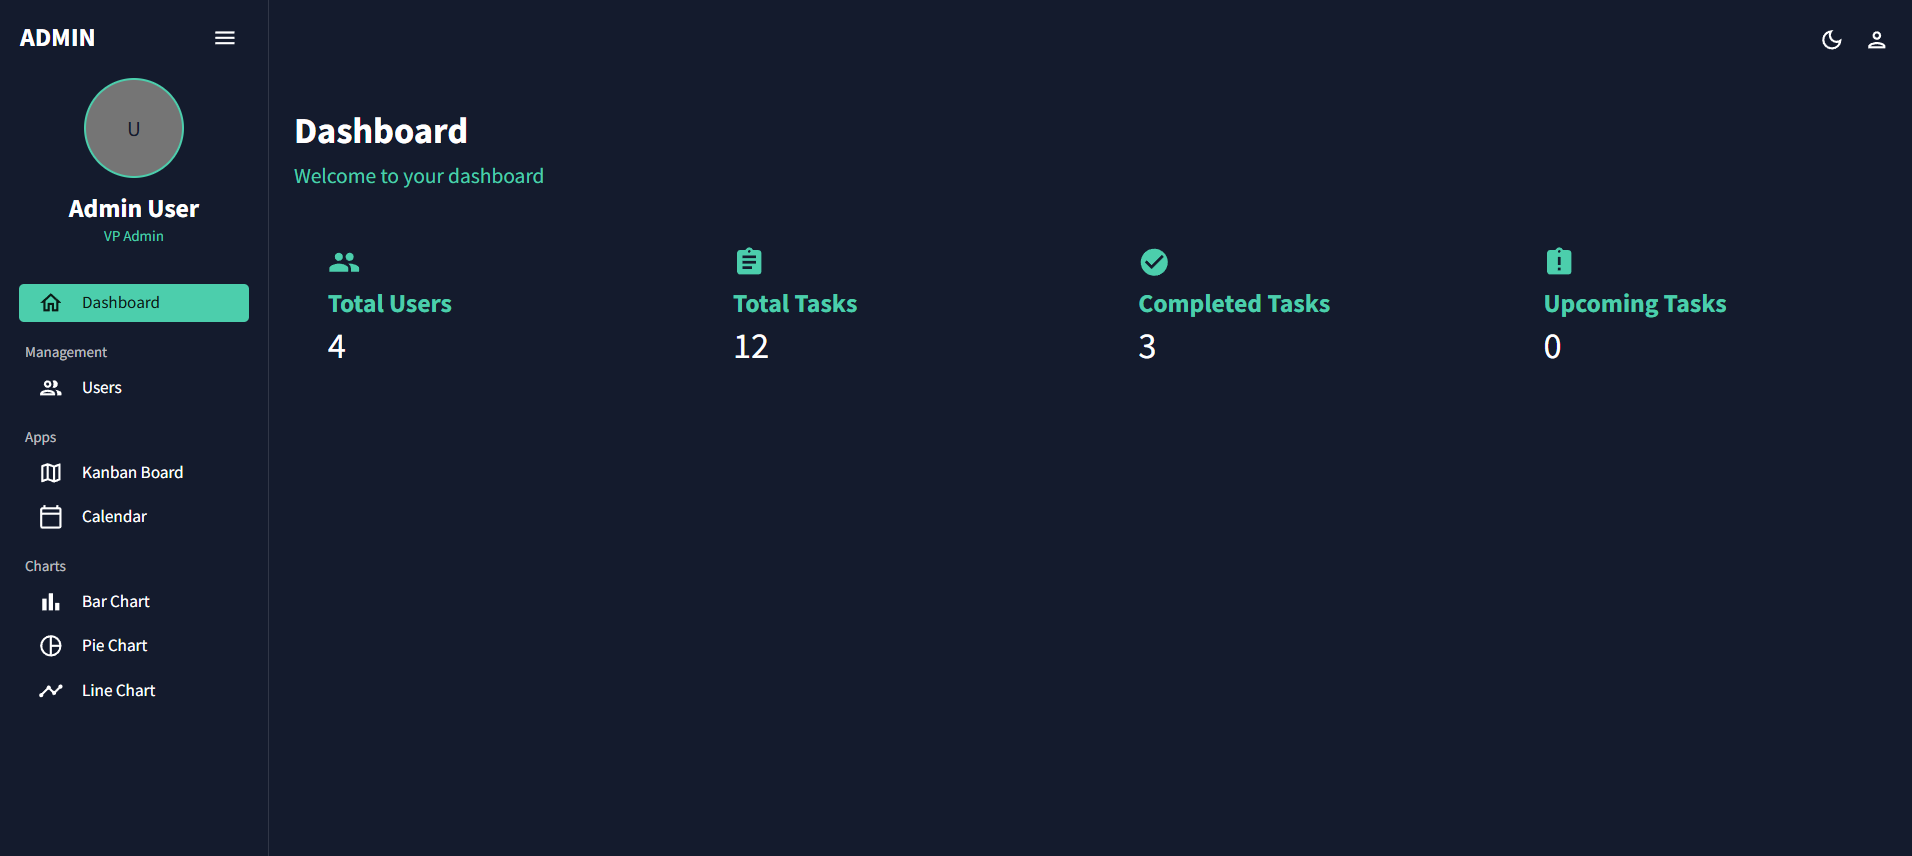 ADMIN
U
Admin User
VP Admin
Dashboard
Management
Users
Apps
Kanban Board
Calendar
Charts
Bar Chart
Pie Chart
Line Chart
Dashboard
Welcome to your dashboard
Total Users
4
Total Tasks
12
Completed Tasks
3
Upcoming Tasks
0